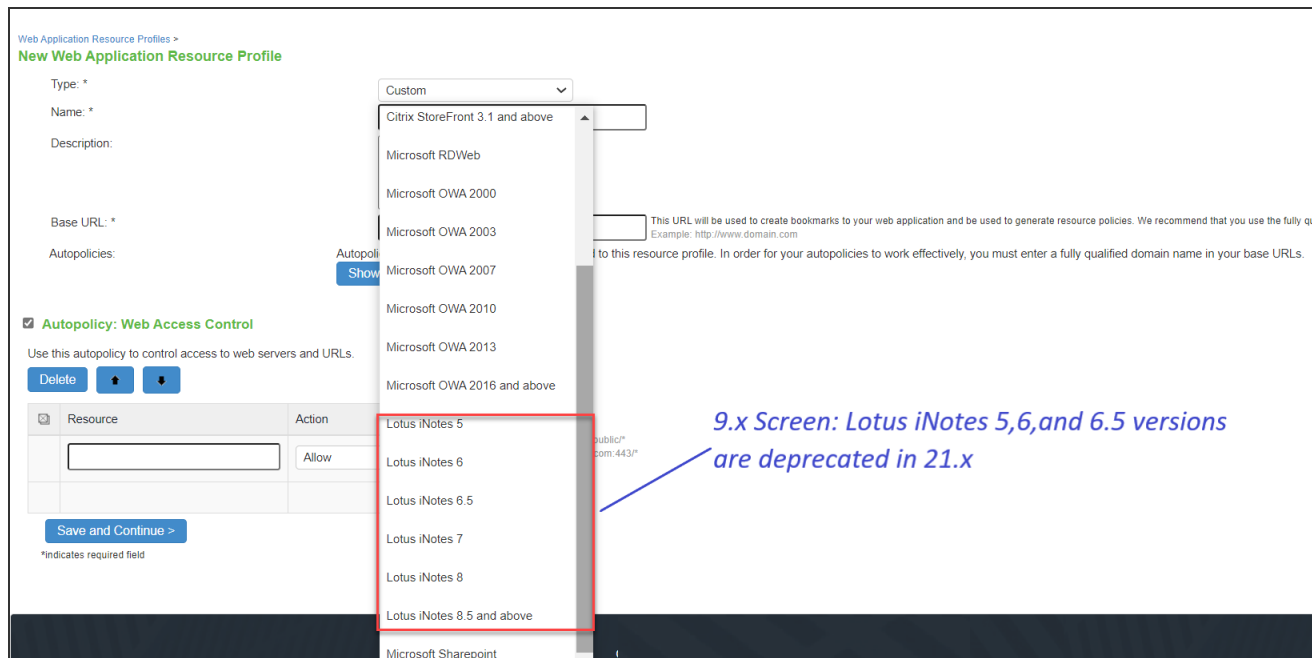 Web Application Resource Profiles >
New Web Application Resource Profile
Type: *
Custom
Name: *
Description:
Base URL: *
This URL will be used to create bookmarks to your web application and be used to generate resource policies. We recommend that you use the fully
Example: http://www.domain.com
Autopolicies:
to this resource profile. In order for your autopolicies to work effectively, you must enter a fully qualified domain name in your base URLs.
Show
Citrix StoreFront 3.1 and above
Microsoft RDWeb
Microsoft OWA 2000
Microsoft OWA 2003
Microsoft OWA 2007
Microsoft OWA 2010
Microsoft OWA 2013
Microsoft OWA 2016 and above
Lotus iNotes 5
Lotus iNotes 6
Lotus iNotes 6.5
Lotus iNotes 7
Lotus iNotes 8
Lotus iNotes 8.5 and above
Microsoft Sharepoint
Autopolicy: Web Access Control
Use this autopolicy to control access to web servers and URLs.
Delete
Resource
Action
Allow
public/*
com:443/*
Save and Continue >
*indicates required field
9.x Screen: Lotus iNotes 5,6,and 6.5 versions
are deprecated in 21.x